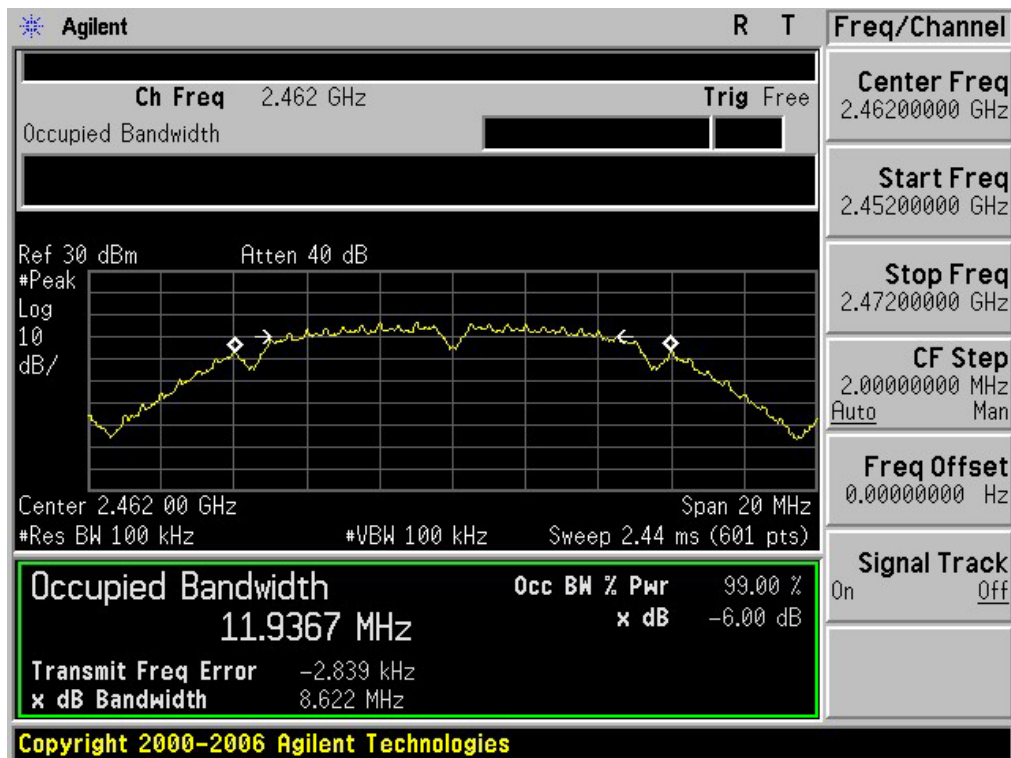 Agilent R T
Ch Freq 2.462 GHz Trig Free
Occupied Bandwidth
Ref 30 dBm Atten 40 dB
#Peak
Log
10
dB/
Center 2.462 00 GHz Span 20 MHz
#Res BW 100 kHz #VBW 100 kHz Sweep 2.44 ms (601 pts)
Occupied Bandwidth Occ BW % Pwr 99.00 %
11.9367 MHz x dB -6.00 dB
Transmit Freq Error -2.839 kHz
x dB Bandwidth 8.622 MHz
Copyright 2000-2006 Agilent Technologies
Freq/Channel
Center Freq
2.46200000 GHz
Start Freq
2.45200000 GHz
Stop Freq
2.47200000 GHz
CF Step
2.00000000 MHz
Auto Man
Freq Offset
0.00000000 Hz
Signal Track
On Off